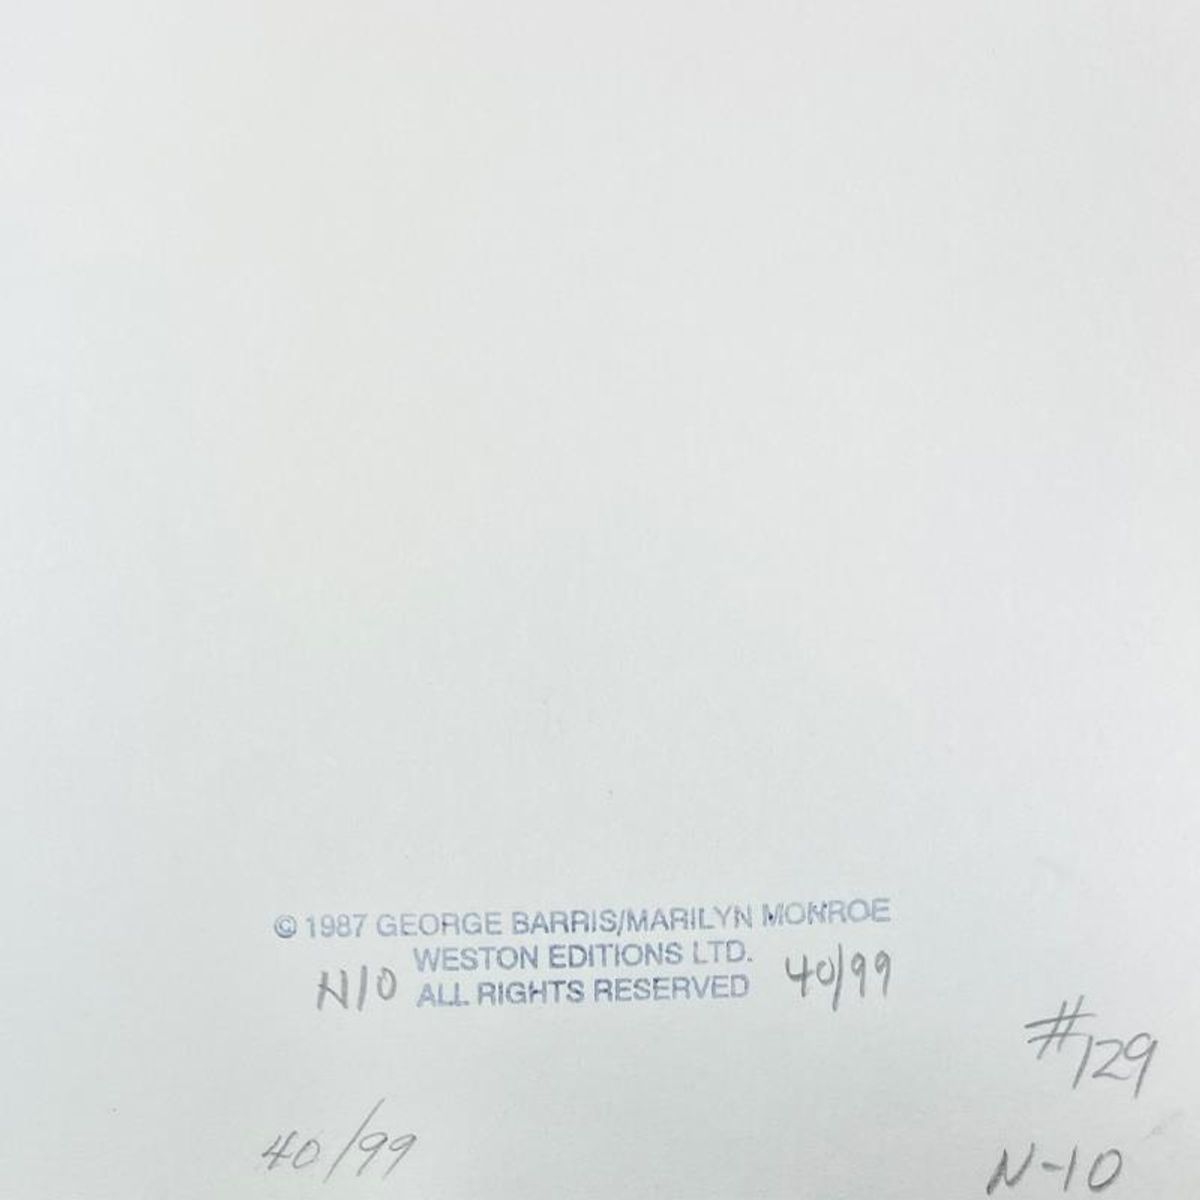 © 1987 GEORGE BARRIS/MARILYN MONROE
WESTON EDITIONS LTD.
N10 ALL RIGHTS RESERVED 40/99
#129
40/99
N-10